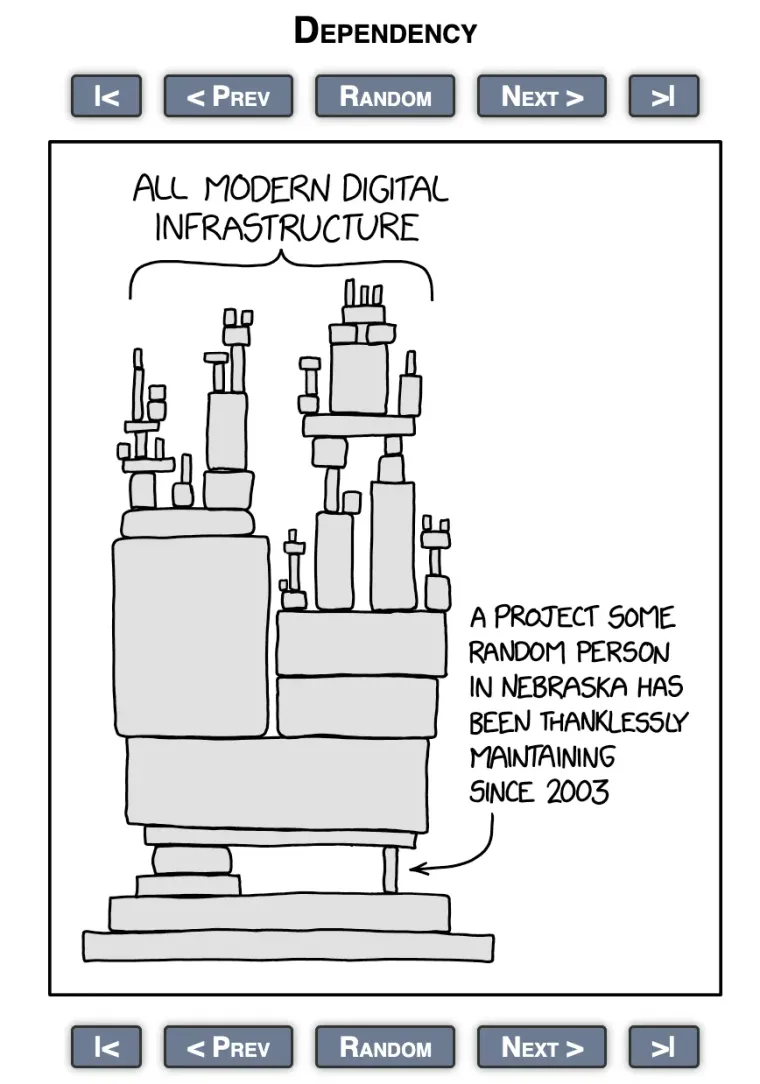 DEPENDENCY
|<
< PREV
RANDOM
NEXT >
>|
ALL MODERN DIGITAL
INFRASTRUCTURE
A PROJECT SOME
RANDOM PERSON
IN NEBRASKA HAS
BEEN THANKLESSLY
MAINTAINING
SINCE 2003
|<
< PREV
RANDOM
NEXT >
>|